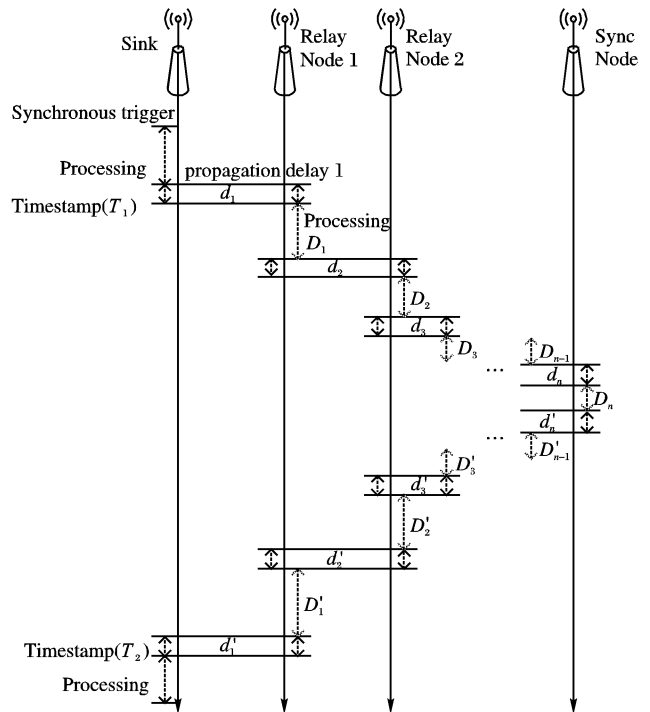 Sink
Relay
Node 1
Relay
Node 2
Sync
Node
Synchronous trigger
Processing
propagation delay 1
d₁
Timestamp(T₁)
Processing
D₁
d₂
D₂
d₃
D₃
...
Dₙ₋₁
dₙ
Dₙ
d'ₙ
...
D'ₙ₋₁
D'₃
d'₃
D'₂
d'₂
D'₁
d'₁
Timestamp(T₂)
Processing